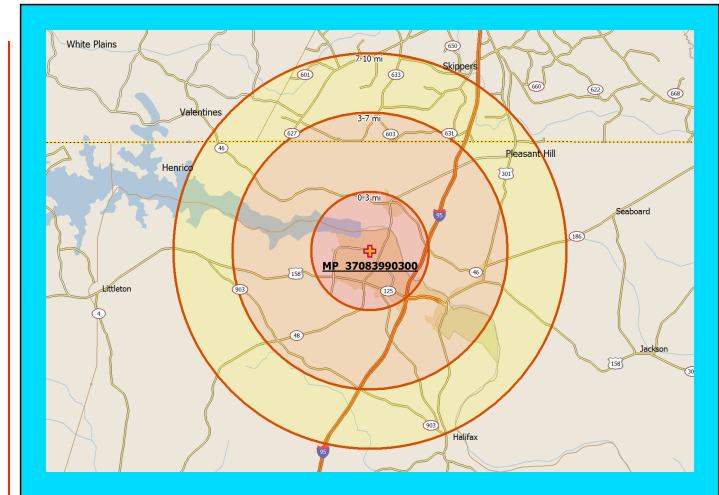 White Plains
650
7-10 mi
Skippers
601
633
660
622
668
Valentines
3-7 mi
627
603
631
46
Pleasant Hill
Henrico
301
0-3 mi
95
Seaboard
186
MP 37083990300
158
46
Littleton
903
125
4
48
Jackson
158
903
Halifax
95